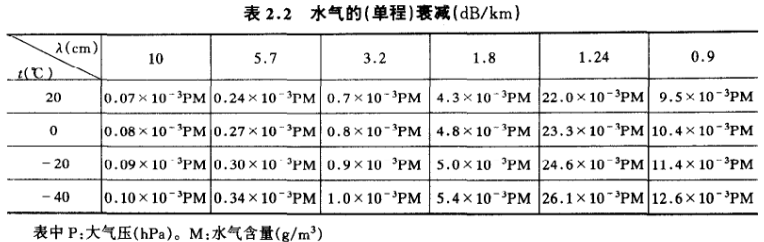 表 2.2 水气的(单程)衰减(dB/km)
λ(cm) 10 5.7 3.2 1.8 1.24 0.9
t(℃)
20 0.07×10⁻³PM 0.24×10⁻³PM 0.7×10⁻³PM 4.3×10⁻³PM 22.0×10⁻³PM 9.5×10⁻³PM
0 0.08×10⁻³PM 0.27×10⁻³PM 0.8×10⁻³PM 4.8×10⁻³PM 23.3×10⁻³PM 10.4×10⁻³PM
-20 0.09×10⁻³PM 0.30×10⁻³PM 0.9×10 ³PM 5.0×10 ³PM 24.6×10⁻³PM 11.4×10⁻³PM
-40 0.10×10⁻³PM 0.34×10⁻³PM 1.0×10⁻³PM 5.4×10⁻³PM 26.1×10⁻³PM 12.6×10⁻³PM
表中 P:大气压(hPa)。M:水气含量(g/m³)